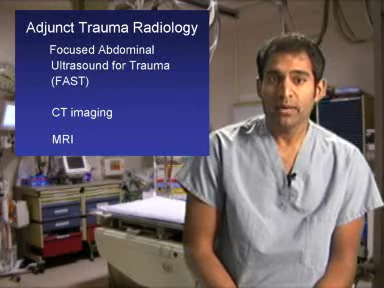 Adjunct Trauma Radiology
Focused Abdominal
Ultrasound for Trauma
(FAST)
CT imaging
MRI